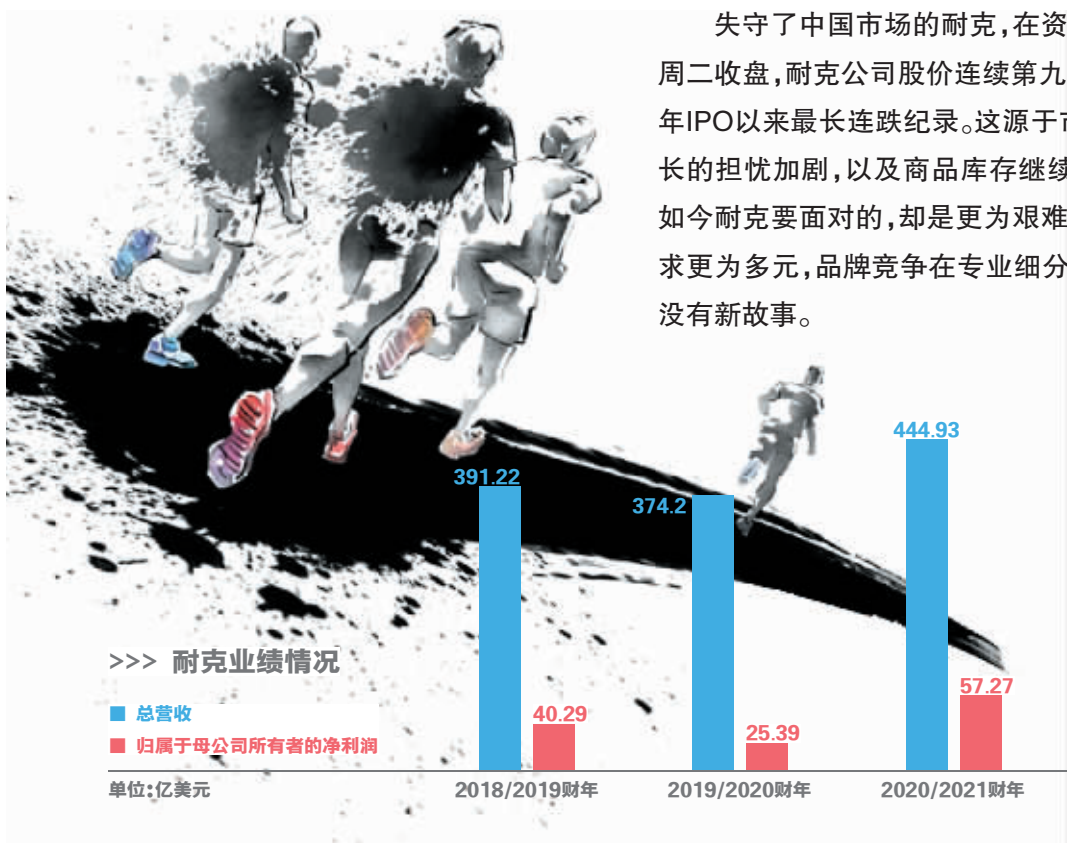 失守了中国市场的耐克,在资
周二收盘,耐克公司股价连续第九
年IPO以来最长连跌纪录。这源于
长的担忧加剧,以及商品库存继续
如今耐克要面对的,却是更为艰难
求更为多元,品牌竞争在专业细分
没有新故事。
444.93
391.22
374.2
>>> 耐克业绩情况
57.27
■ 总营收
40.29
25.39
■ 归属于母公司所有者的净利润
单位:亿美元
2018/2019财年
2019/2020财年
2020/2021财年